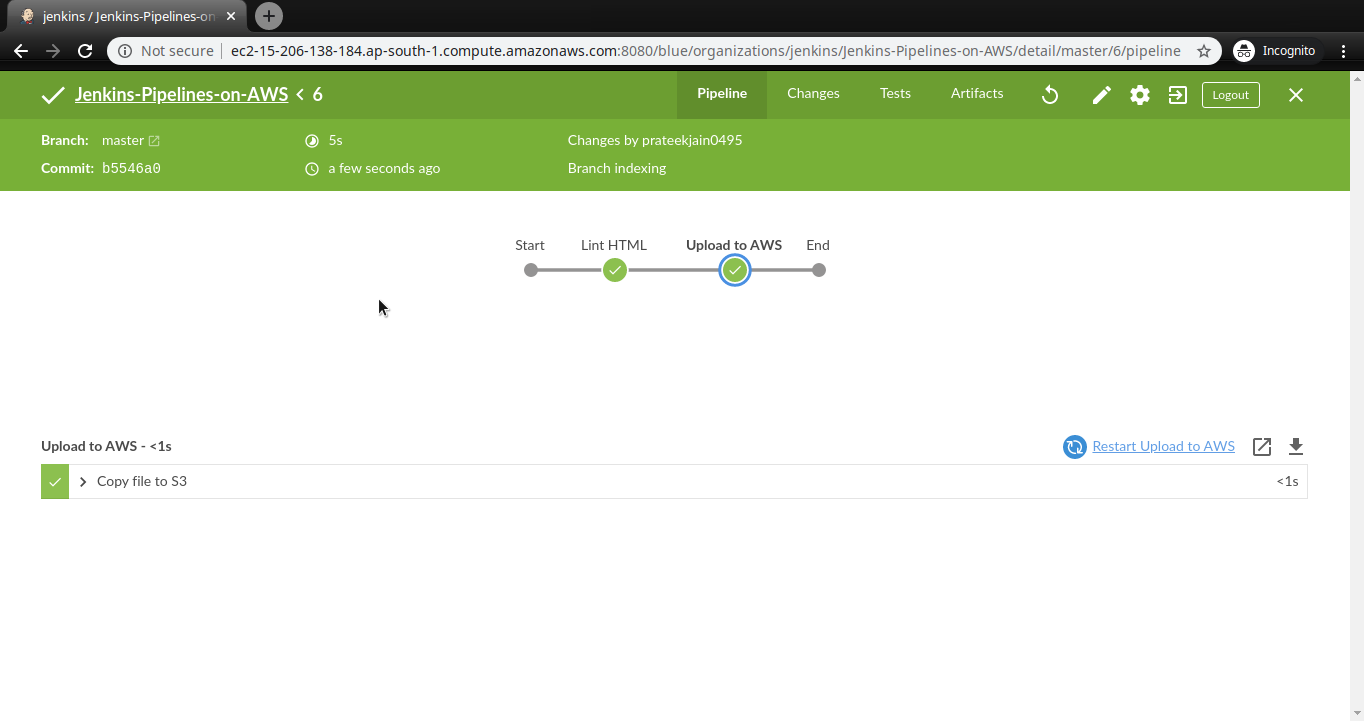 jenkins / Jenkins-Pipelines-on
Not secure ec2-15-206-138-184.ap-south-1.compute.amazonaws.com:8080/blue/organizations/jenkins/Jenkins-Pipelines-on-AWS/detail/master/6/pipeline Incognito
Jenkins-Pipelines-on-AWS < 6 Pipeline Changes Tests Artifacts Logout
Branch: master 5s Changes by prateekjain0495
Commit: b5546a0 a few seconds ago Branch indexing
Start Lint HTML Upload to AWS End
Upload to AWS - <1s Restart Upload to AWS
Copy file to S3 <1s